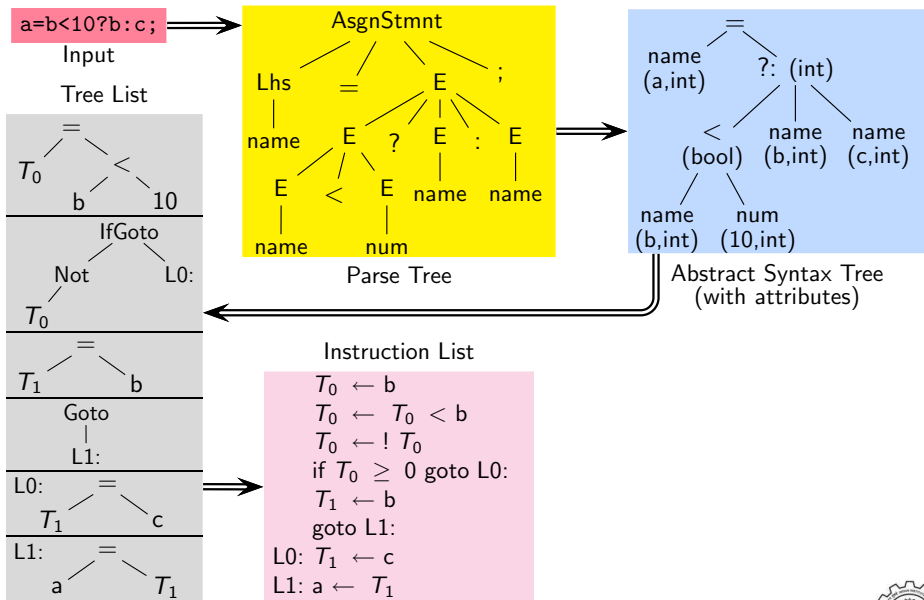 a=b<10?b:c;
Input
AsgnStmnt
Lhs = E ;
name E ? E : E
E < E name name
name num
Parse Tree
=
name
(a,int)
?: (int)
<
(bool)
name
(b,int)
name
(c,int)
name
(b,int)
num
(10,int)
Abstract Syntax Tree
(with attributes)
Tree List
=
T0 <
b 10
IfGoto
Not L0:
T0
=
T1 b
Goto
L1:
L0: =
T1 c
L1: =
a T1
Instruction List
T0 ← b
T0 ← T0 < b
T0 ← ! T0
if T0 ≥ 0 goto L0:
T1 ← b
goto L1:
L0: T1 ← c
L1: a ← T1